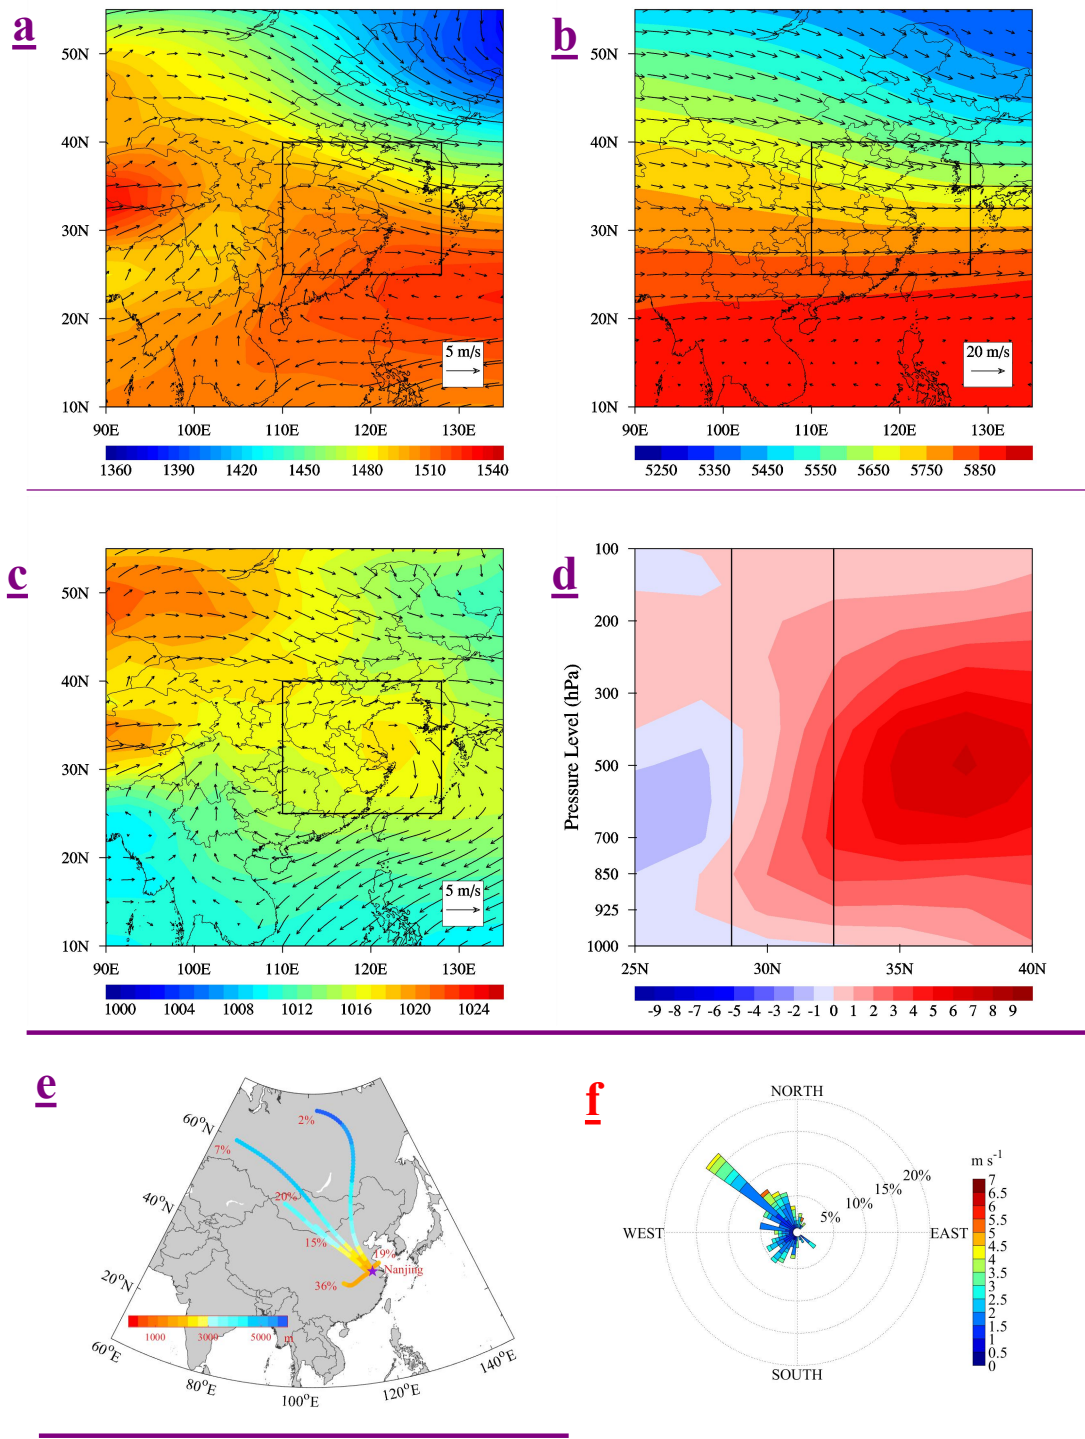 a
50N
40N
30N
20N
10N
5 m/s
90E 100E 110E 120E 130E
1360 1390 1420 1450 1480 1510 1540
b
50N
40N
30N
20N
10N
20 m/s
90E 100E 110E 120E 130E
5250 5350 5450 5550 5650 5750 5850
c
50N
40N
30N
20N
10N
5 m/s
90E 100E 110E 120E 130E
1000 1004 1008 1012 1016 1020 1024
d
Pressure Level (hPa)
100
200
300
500
700
850
925
1000
25N 30N 35N 40N
-9 -8 -7 -6 -5 -4 -3 -2 -1 0 1 2 3 4 5 6 7 8 9
e
60°N
40°N
20°N
60°E
80°E
100°E
120°E
140°E
2%
7%
20%
15%
19%
Nanjing
36%
1000 3000 5000 m
f
NORTH
20%
15%
10%
5%
WEST
EAST
SOUTH
m s⁻¹
7
6.5
6
5.5
5
4.5
4
3.5
3
2.5
2
1.5
1
0.5
0